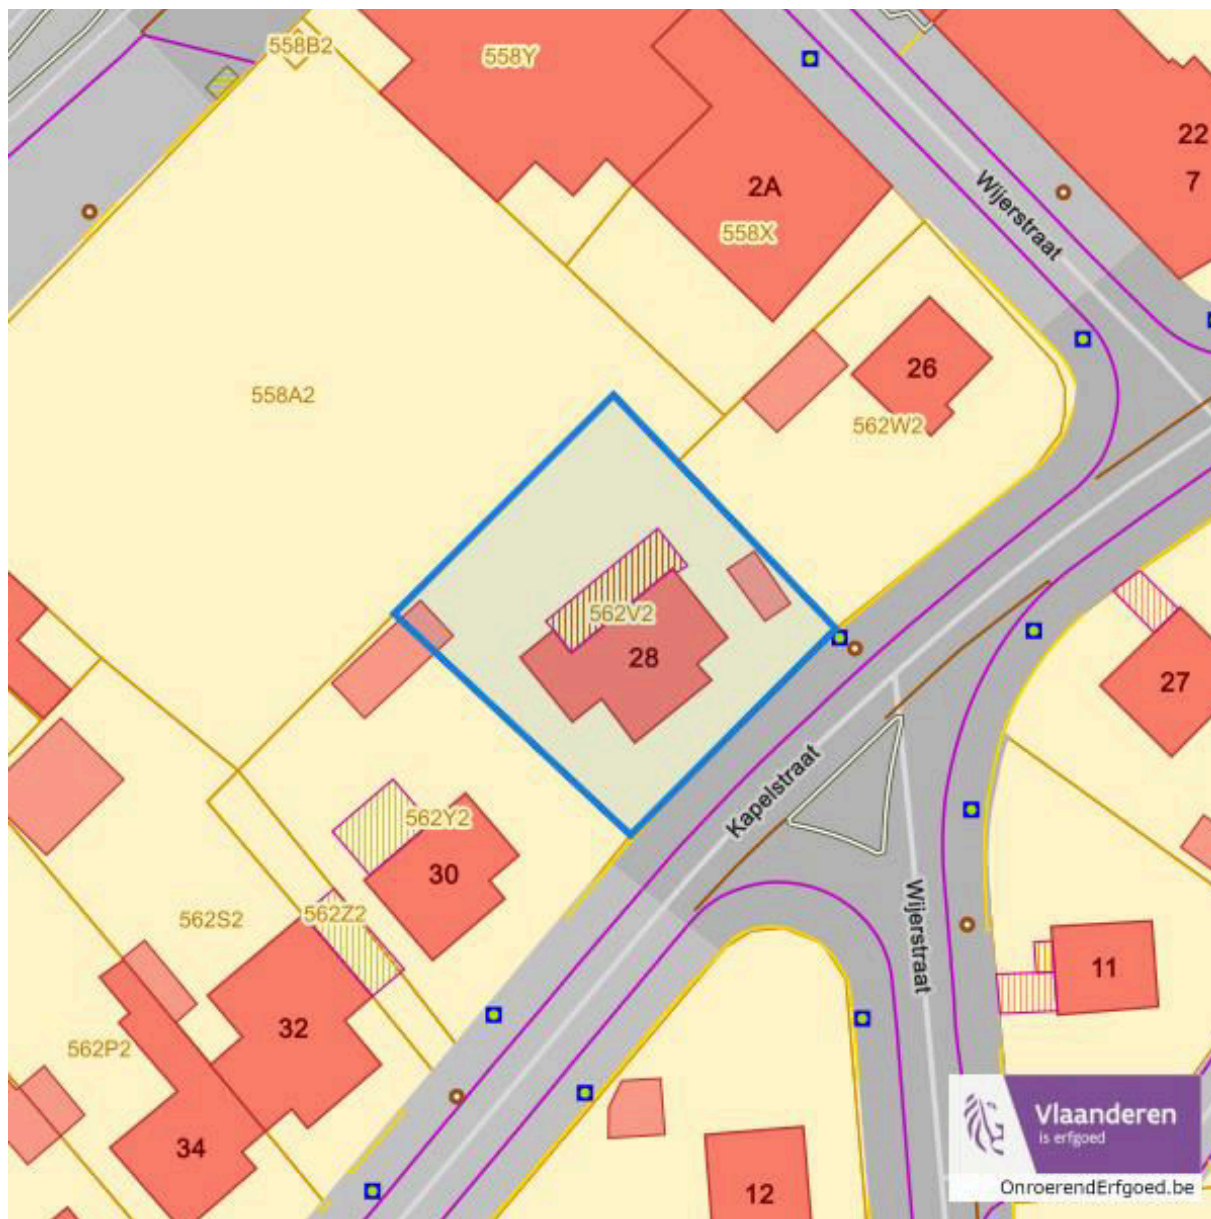 558B2
558Y
22
7
2A
558X
Wijerstraat
26
558A2
562W2
562V2
28
27
Kapelstraat
562Y2
30
562S2
562Z2
Wijerstraat
11
32
562P2
34
12
Vlaanderen
is erfgoed
OnroerendErfgoed.be